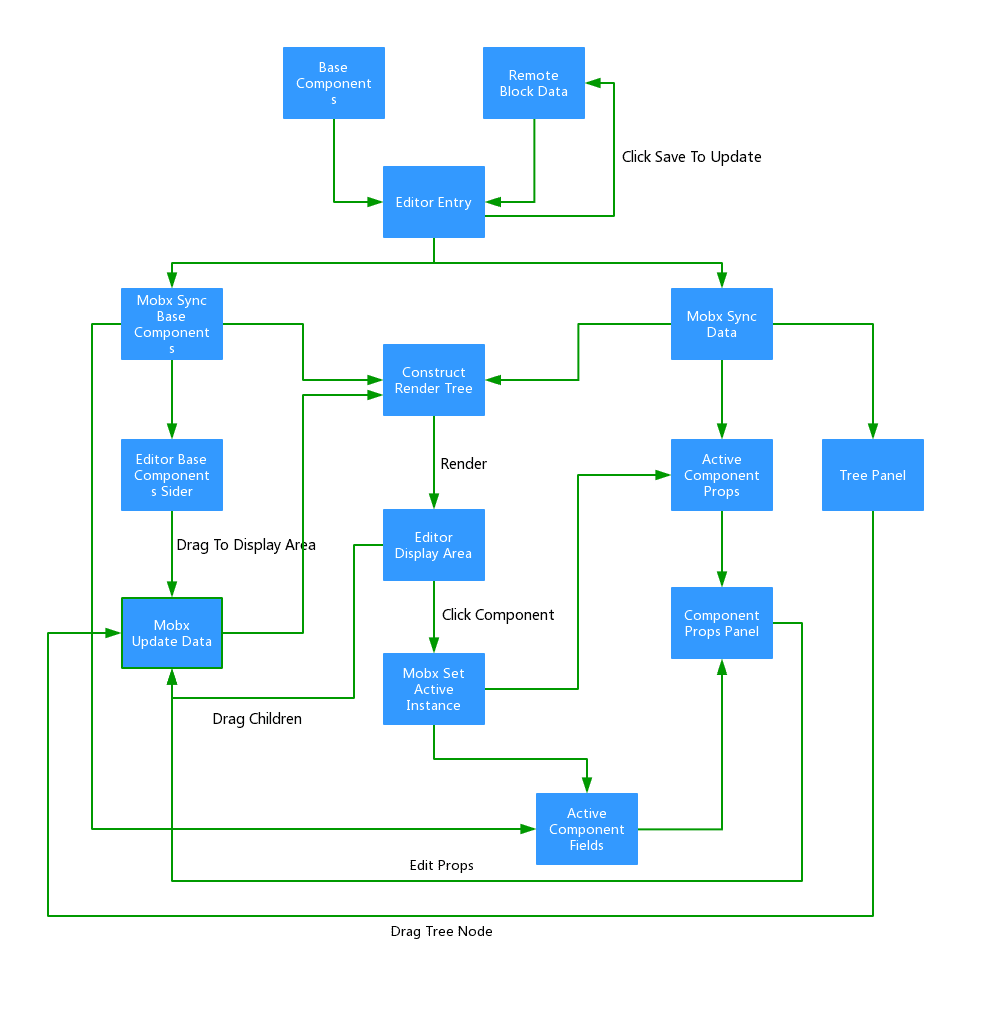 Base
Component
s
Remote
Block Data
Click Save To Update
Editor Entry
Mobx Sync
Base
Component
s
Mobx Sync
Data
Construct
Render Tree
Editor Base
Component
s Sider
Render
Active
Component
Props
Tree Panel
Drag To Display Area
Editor
Display Area
Mobx
Update Data
Click Component
Component
Props Panel
Mobx Set
Active
Instance
Drag Children
Active
Component
Fields
Edit Props
Drag Tree Node